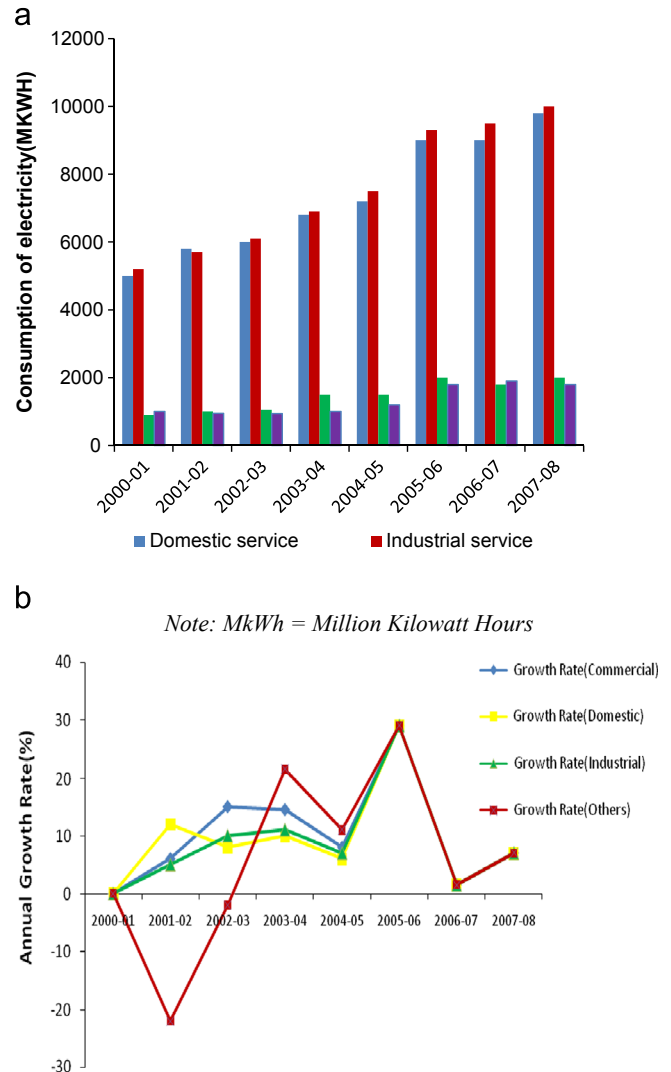 a
Consumption of electricity(MKWH)
12000
10000
8000
6000
4000
2000
0
2000-01
2001-02
2002-03
2003-04
2004-05
2005-06
2006-07
2007-08
Domestic service
Industrial service
b
Note: MkWh = Million Kilowatt Hours
Annual Growth Rate(%)
40
30
20
10
0
-10
-20
-30
2000-01
2001-02
2002-03
2003-04
2004-05
2005-06
2006-07
2007-08
Growth Rate(Commercial)
Growth Rate(Domestic)
Growth Rate(Industrial)
Growth Rate(Others)